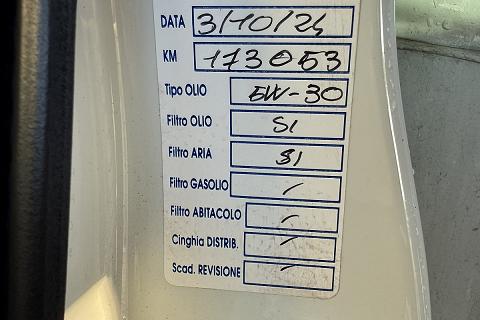 DATA 3/10/24
KM 173053
Tipo OLIO 5W-30
Filtro OLIO SI
Filtro ARIA SI
Filtro GASOLIO /
Filtro ABITACOLO /
Cinghia DISTRIB. /
Scad. REVISIONE /